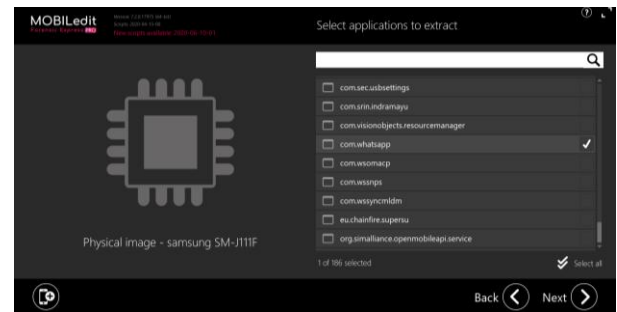 MOBILedit
Forensic Express PRO
Select applications to extract
?
com.sec.usbsettings
com.srin.indramayu
com.visionobjects.resourcemanager
com.whatsapp
com.wsomacp
com.wssnps
com.wssyncmldm
eu.chainfire.supersu
org.simalliance.openmobileapi.service
Physical image - samsung SM-J111F
1 of 186 selected
Select all
Back
Next